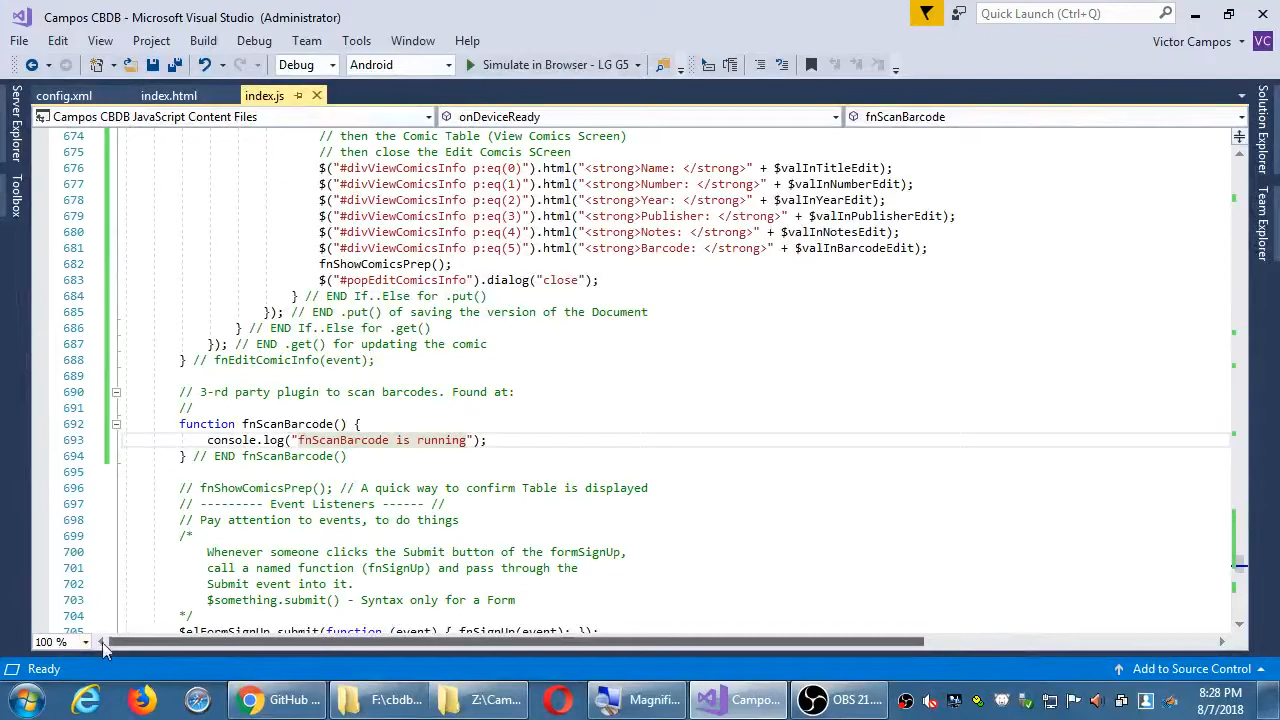 Campos CBDB - Microsoft Visual Studio (Administrator)
Quick Launch (Ctrl+Q)
File Edit View Project Build Debug Team Tools Window Help
Victor Campos VC
Debug Android Simulate in Browser - LG G5
config.xml index.html index.js
Campos CBDB JavaScript Content Files onDeviceReady fnScanBarcode
Server Explorer
Toolbox
Solution Explorer
Team Explorer
674 // then the Comic Table (View Comics Screen)
675 // then close the Edit Comcis SCreen
676 $("#divViewComicsInfo p:eq(0)").html("<strong>Name: </strong>" + $valInTitleEdit);
677 $("#divViewComicsInfo p:eq(1)").html("<strong>Number: </strong>" + $valInNumberEdit);
678 $("#divViewComicsInfo p:eq(2)").html("<strong>Year: </strong>" + $valInYearEdit);
679 $("#divViewComicsInfo p:eq(3)").html("<strong>Publisher: </strong>" + $valInPublisherEdit);
680 $("#divViewComicsInfo p:eq(4)").html("<strong>Notes: </strong>" + $valInNotesEdit);
681 $("#divViewComicsInfo p:eq(5)").html("<strong>Barcode: </strong>" + $valInBarcodeEdit);
682 fnShowComicsPrep();
683 $("#popEditComicsInfo").dialog("close");
684 } // END If..Else for .put()
685 }); // END .put() of saving the version of the Document
686 } // END If..Else for .get()
687 }); // END .get() for updating the comic
688 } // fnEditComicInfo(event);
689
690 // 3-rd party plugin to scan barcodes. Found at:
691 //
692 function fnScanBarcode() {
693 console.log("fnScanBarcode is running");
694 } // END fnScanBarcode()
695
696 // fnShowComicsPrep(); // A quick way to confirm Table is displayed
697 // --------- Event Listeners ------ //
698 // Pay attention to events, to do things
699 /*
700 Whenever someone clicks the Submit button of the formSignUp,
701 call a named function (fnSignUp) and pass through the
702 Submit event into it.
703 $something.submit() - Syntax only for a Form
704 */
705 $elFormSignUp.submit(function (event) { fnSignUp(event); });
100 %
Ready Add to Source Control
GitHub ... F:\cbdb... Z:\Cam... Magnifi... Campo... OBS 21....
8:28 PM
8/7/2018